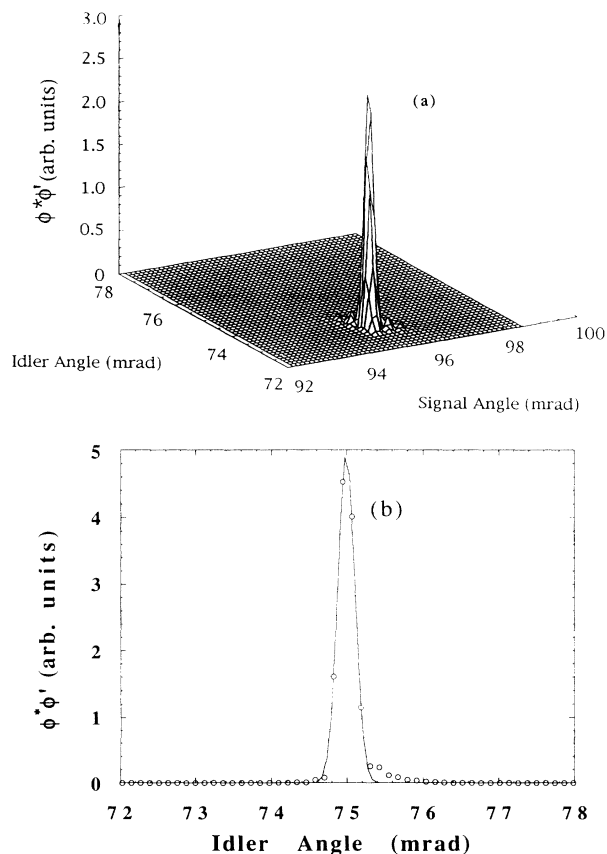 3.0
2.5
2.0
1.5
1.0
0.5
0
ϕ*ϕ' (arb. units)
(a)
78
76
74
72
Idler Angle (mrad)
92
94
96
98
100
Signal Angle (mrad)
5
4
3
2
1
0
ϕ*ϕ' (arb. units)
(b)
72 73 74 75 76 77 78
Idler Angle (mrad)